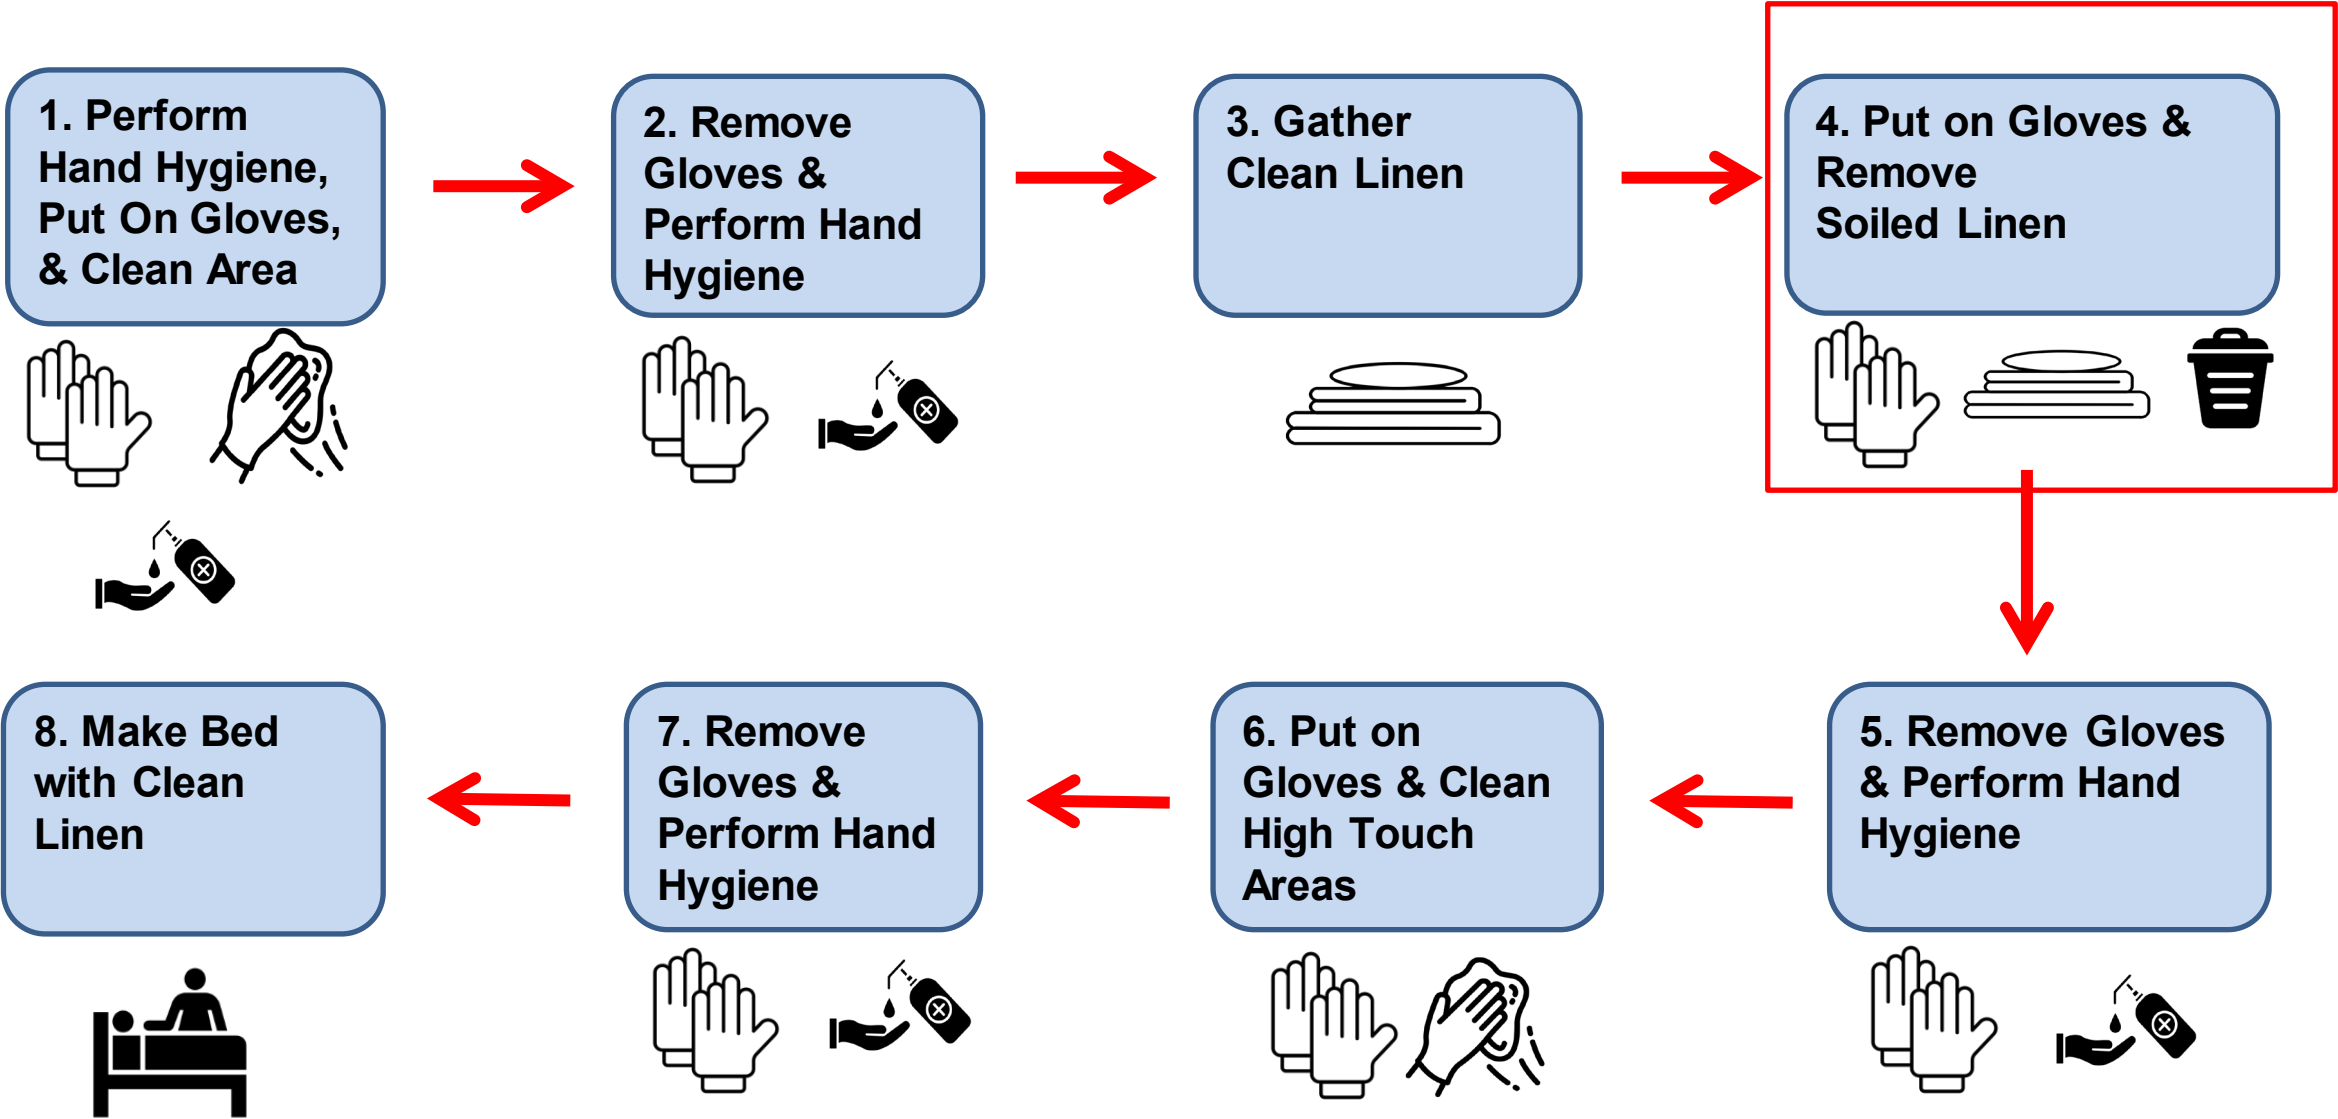 1. Perform
Hand Hygiene,
Put On Gloves,
& Clean Area
2. Remove
Gloves &
Perform Hand
Hygiene
3. Gather
Clean Linen
4. Put on Gloves &
Remove
Soiled Linen
5. Remove Gloves
& Perform Hand
Hygiene
6. Put on
Gloves & Clean
High Touch
Areas
7. Remove
Gloves &
Perform Hand
Hygiene
8. Make Bed
with Clean
Linen